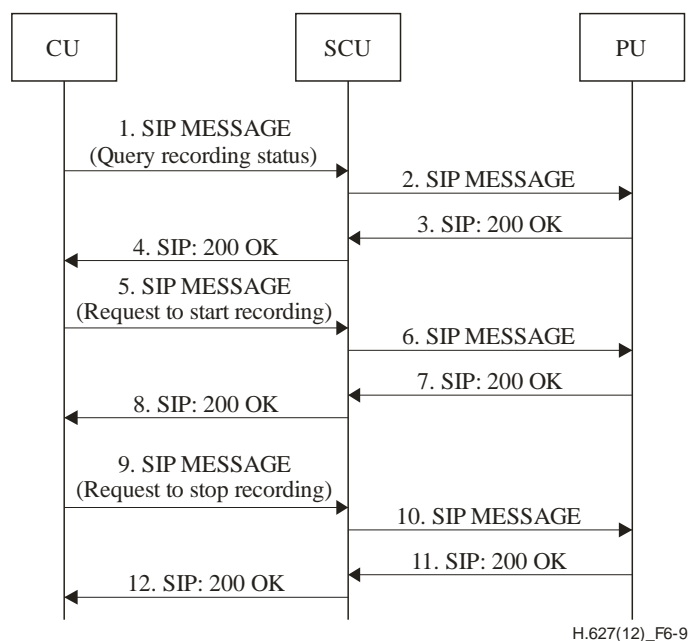 CU
SCU
PU
1. SIP MESSAGE
(Query recording status)
2. SIP MESSAGE
3. SIP: 200 OK
4. SIP: 200 OK
5. SIP MESSAGE
(Request to start recording)
6. SIP MESSAGE
7. SIP: 200 OK
8. SIP: 200 OK
9. SIP MESSAGE
(Request to stop recording)
10. SIP MESSAGE
11. SIP: 200 OK
12. SIP: 200 OK
H.627(12)_F6-9